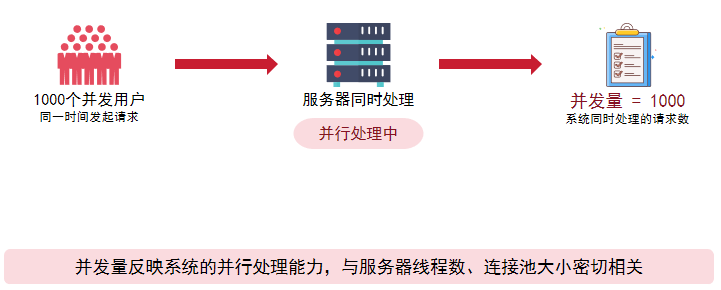 1000个并发用户
同一时间发起请求
服务器同时处理
并行处理中
并发量 = 1000
系统同时处理的请求数
并发量反映系统的并行处理能力，与服务器线程数、连接池大小密切相关